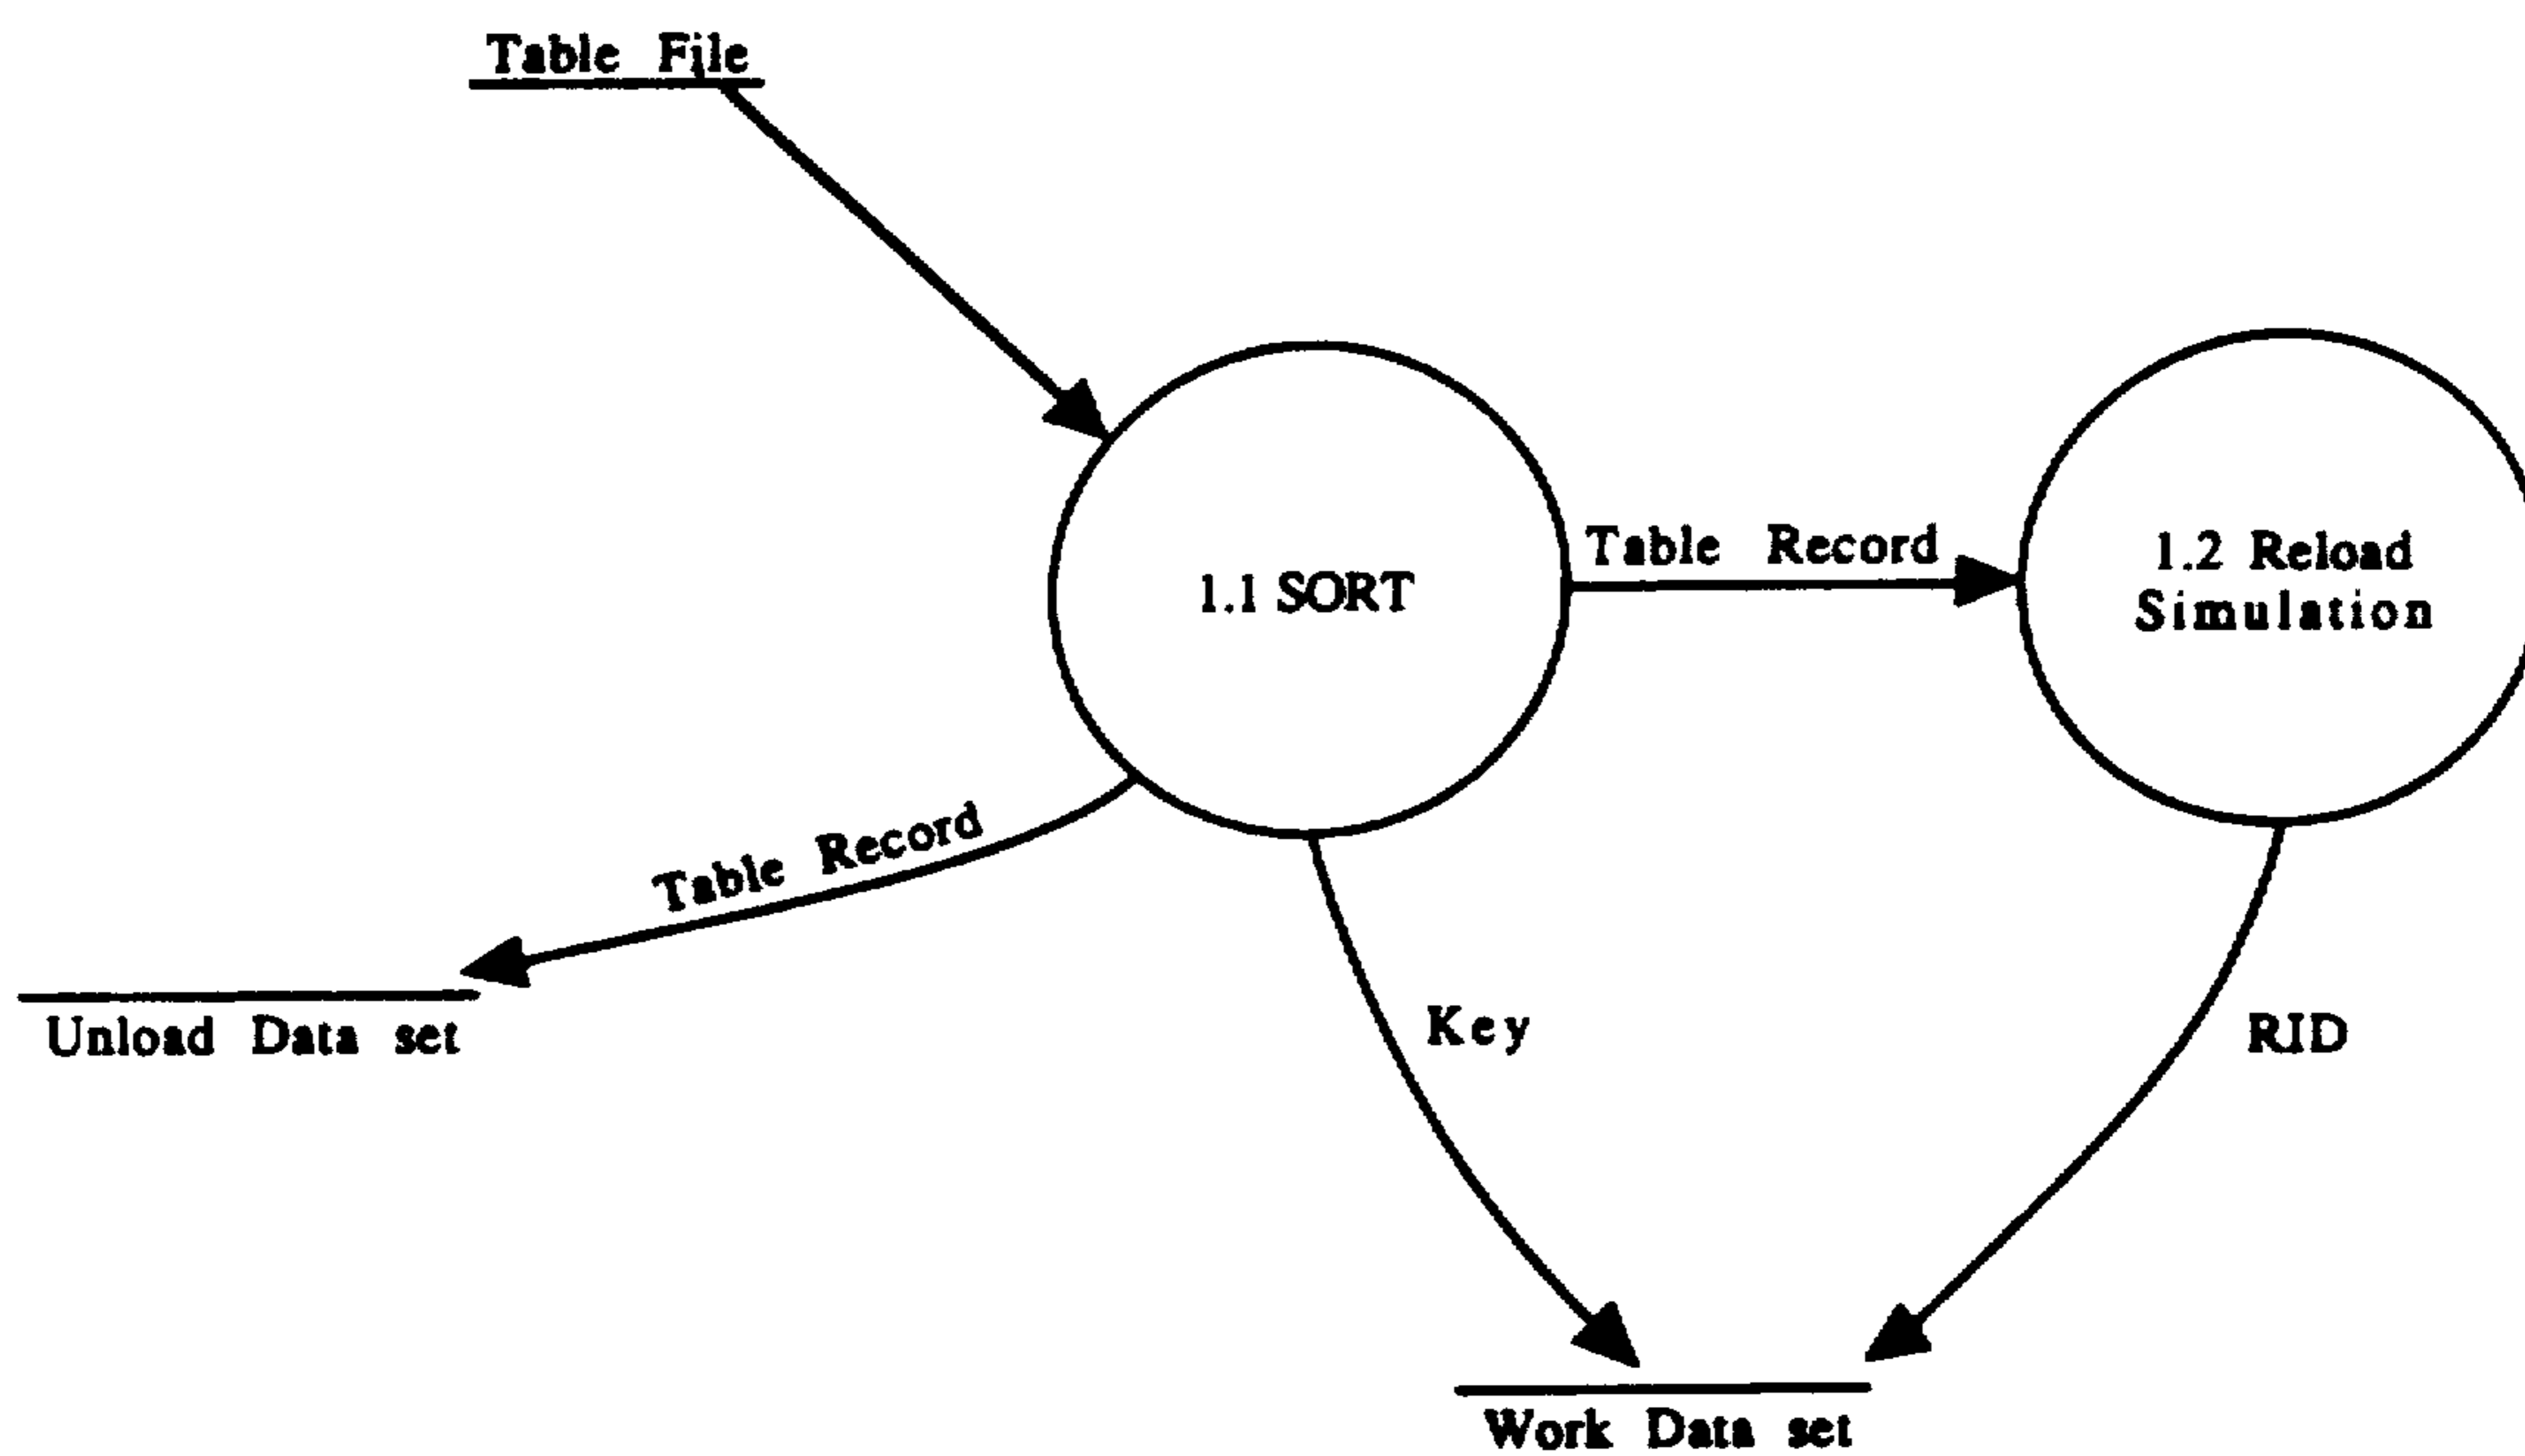 Table File
1.1 SORT
Table Record
1.2 Reload
Simulation
Table Record
Unload Data set
Key
RID
Work Data set